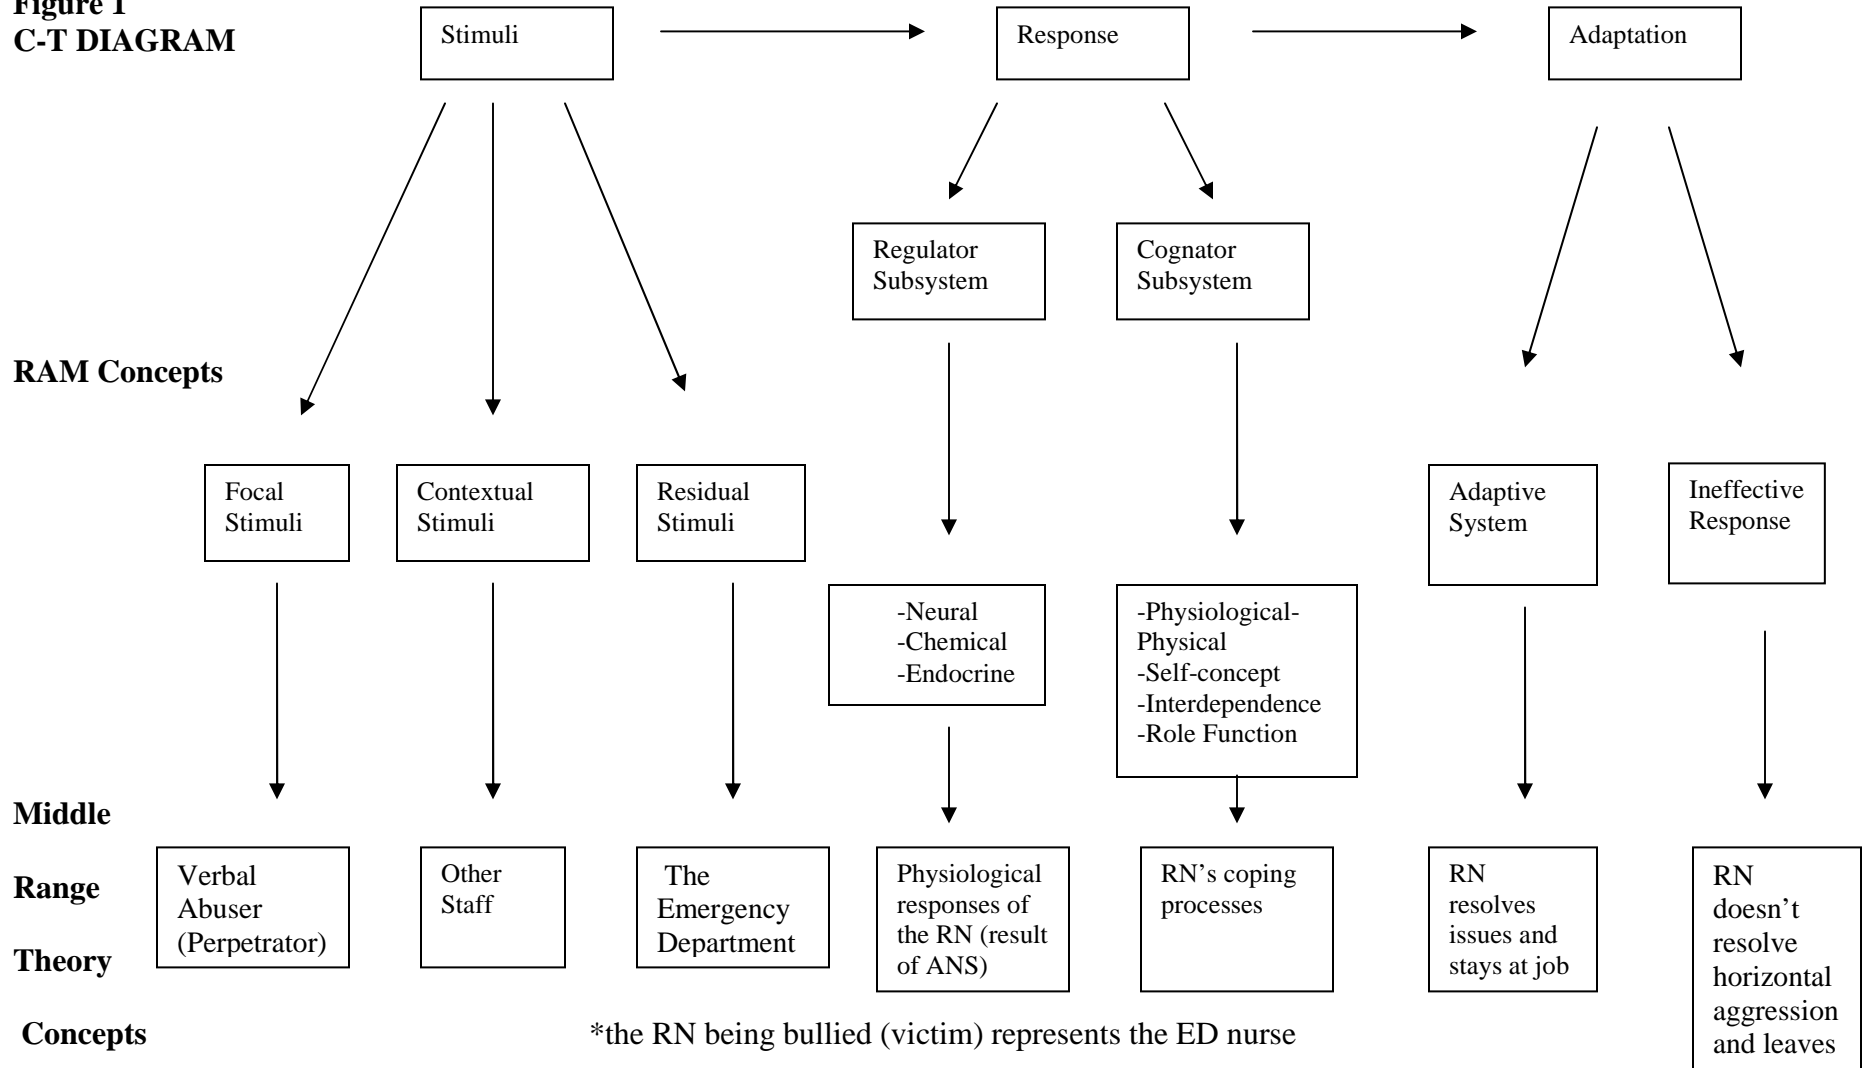 Figure 1
C-T DIAGRAM
Stimuli
Response
Adaptation
Regulator
Subsystem
Cognator
Subsystem
RAM Concepts
Focal
Stimuli
Contextual
Stimuli
Residual
Stimuli
Adaptive
System
Ineffective
Response
-Neural
-Chemical
-Endocrine
-Physiological-
Physical
-Self-concept
-Interdependence
-Role Function
Middle
Range
Theory
Concepts
Verbal
Abuser
(Perpetrator)
Other
Staff
The
Emergency
Department
Physiological
responses of
the RN (result
of ANS)
RN’s coping
processes
RN
resolves
issues and
stays at job
RN
doesn’t
resolve
horizontal
aggression
and leaves
*the RN being bullied (victim) represents the ED nurse